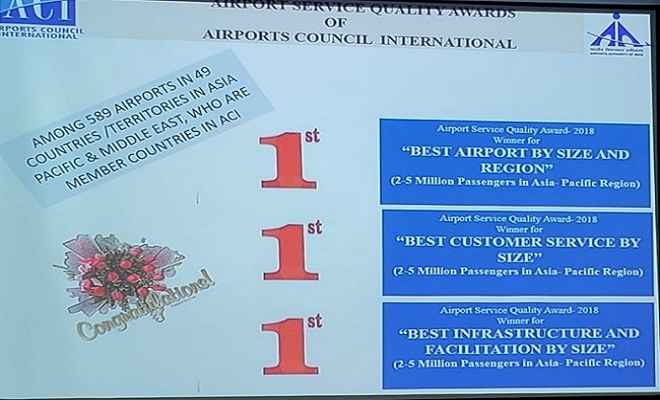 ACI
AIRPORTS COUNCIL
INTERNATIONAL
AIRPORT SERVICE QUALITY AWARDS
OF
AIRPORTS COUNCIL INTERNATIONAL
AMONG 589 AIRPORTS IN 49
COUNTRIES /TERRITORIES IN ASIA
PACIFIC & MIDDLE EAST, WHO ARE
MEMBER COUNTRIES IN ACI
1st
Airport Service Quality Award- 2018
Winner for
“BEST AIRPORT BY SIZE AND
REGION”
(2-5 Million Passengers in Asia- Pacific Region)
1st
Airport Service Quality Award- 2018
Winner for
“BEST CUSTOMER SERVICE BY
SIZE”
(2-5 Million Passengers in Asia- Pacific Region)
Congratulations!
1st
Airport Service Quality Award- 2018
Winner for
“BEST INFRASTRUCTURE AND
FACILITATION BY SIZE”
(2-5 Million Passengers in Asia- Pacific Region)